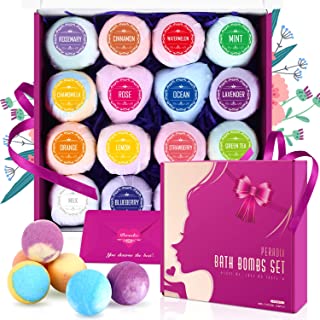 ROSEMARY
CINNAMON
WATERMELON
MINT
CHAMOMILE
ROSE
OCEAN
LAVENDER
ORANGE
LEMON
STRAWBERRY
GREEN TEA
MILK
BLUEBERRY
You deserve the best!
PERADIX
BATH BOMBS SET